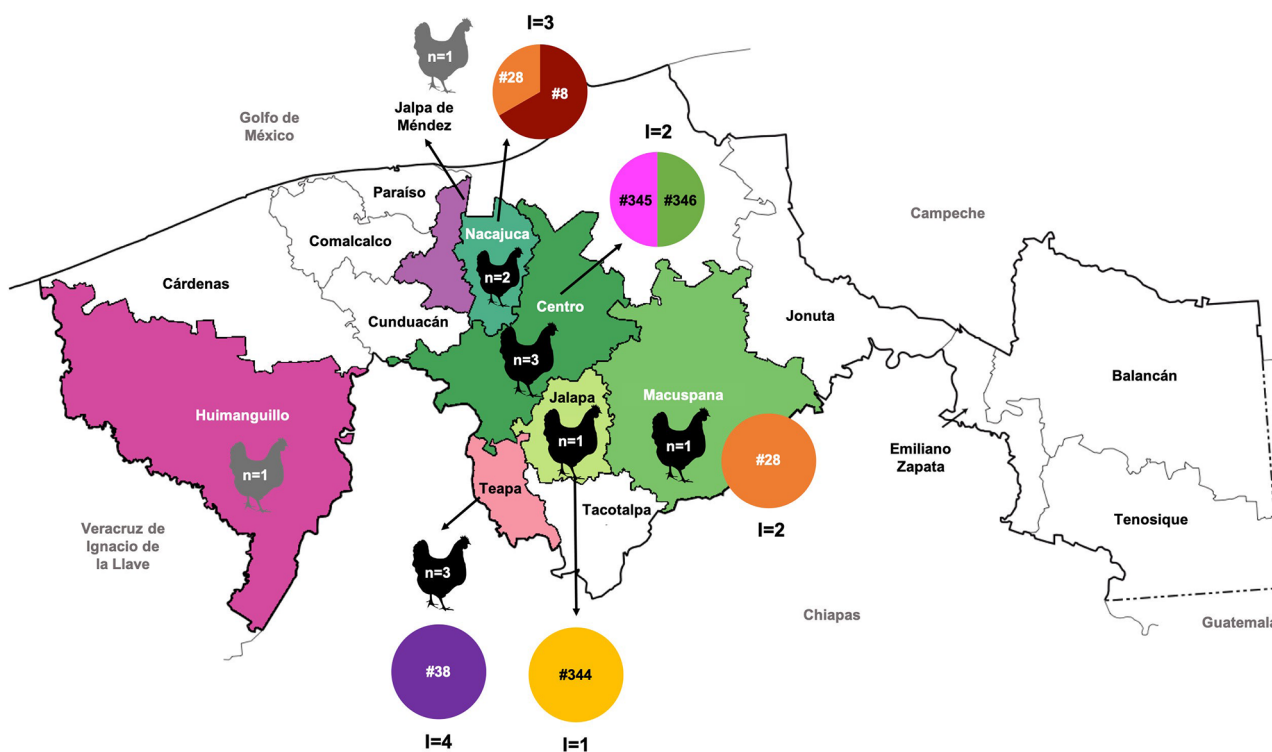 I=3
n=1
#28
#8
Jalpa de
Méndez
Golfo de
México
I=2
#345
#346
Paraíso
Campeche
Nacajuca
Comalcalco
n=2
Cárdenas
Centro
Cunduacán
Jonuta
n=3
Balancán
Jalapa
Macuspana
Huimanguillo
n=1
n=1
n=1
#28
Emiliano
Zapata
Teapa
Tacotalpa
I=2
Tenosique
Veracruz de
Ignacio de
la Llave
n=3
Chiapas
Guatemala
#38
#344
I=4
I=1